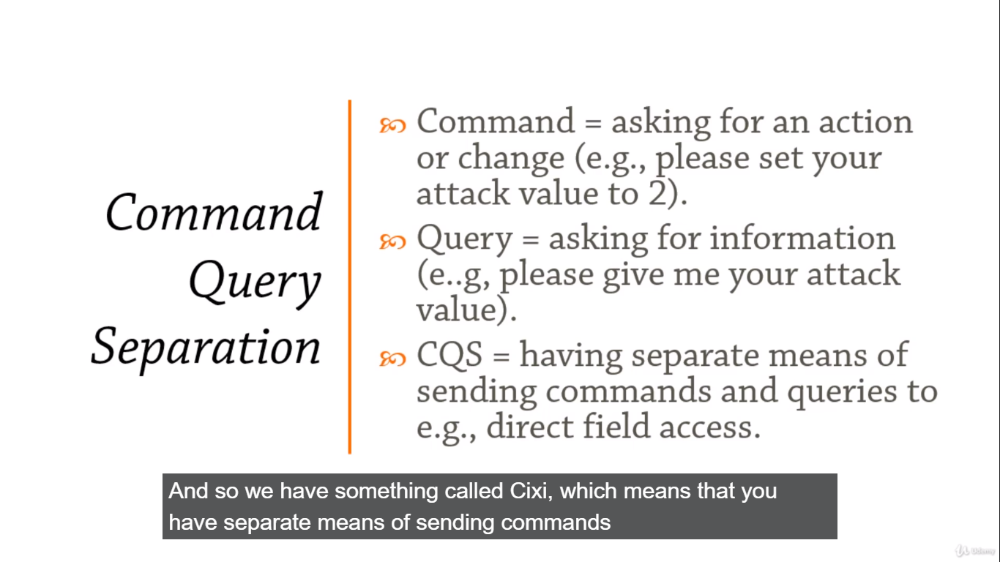 Command
Query
Separation
Command = asking for an action
or change (e.g., please set your
attack value to 2).
Query = asking for information
(e..g, please give me your attack
value).
CQS = having separate means of
sending commands and queries to
e.g., direct field access.
And so we have something called Cixi, which means that you
have separate means of sending commands
Udemy